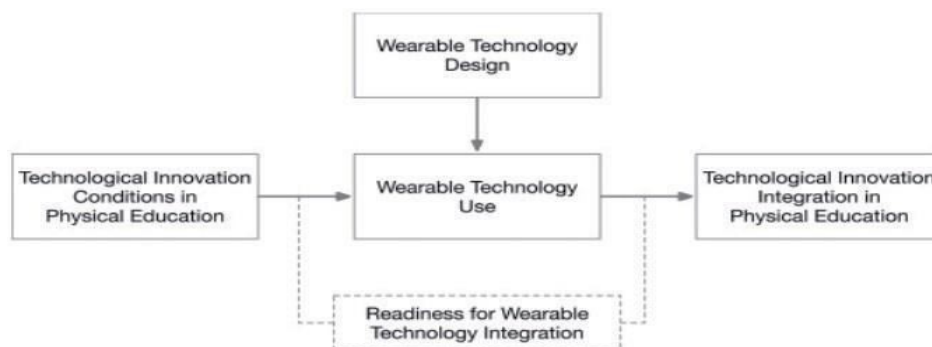 Wearable Technology
Design
Technological Innovation
Conditions in
Physical Education
Wearable Technology
Use
Technological Innovation
Integration in
Physical Education
Readiness for Wearable
Technology Integration